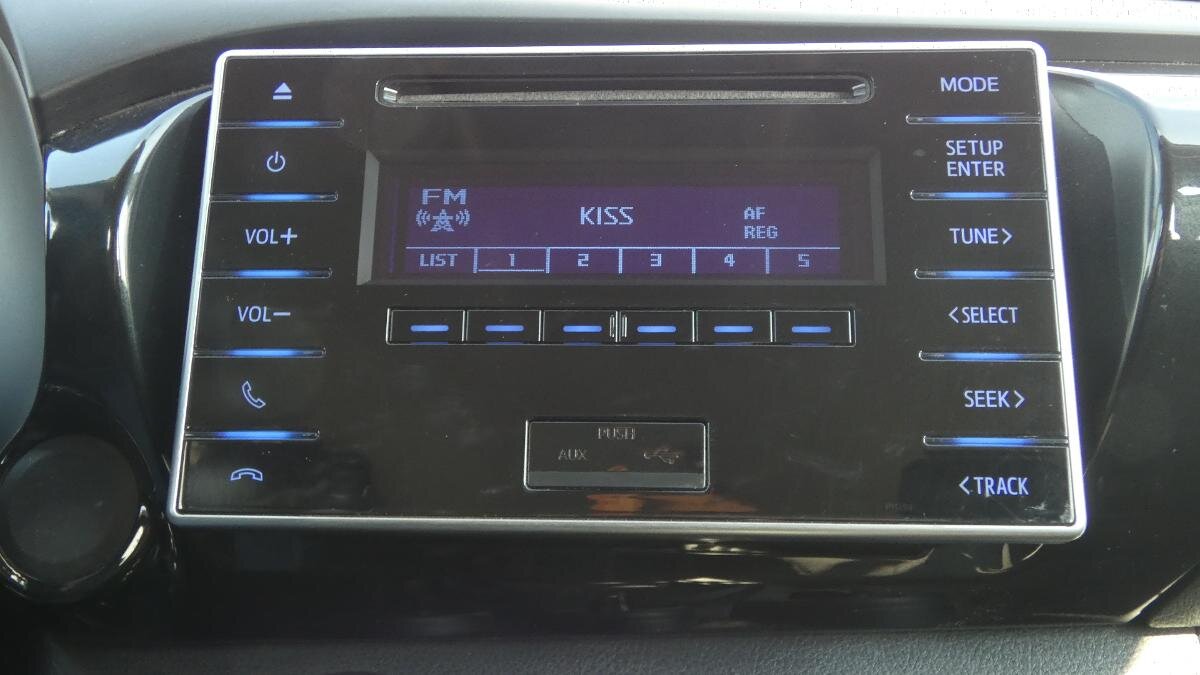 MODE
SETUP
ENTER
VOL+
TUNE>
VOL–
<SELECT
SEEK>
<TRACK
FM
KISS
AF
REG
LIST 1 2 3 4 5
PUSH
AUX